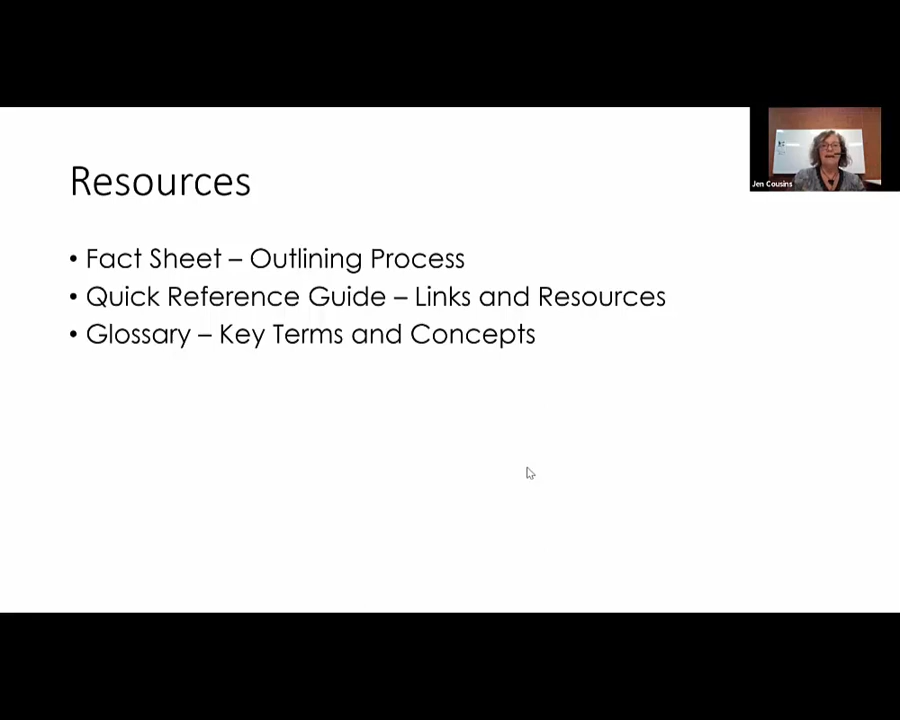 Resources
• Fact Sheet – Outlining Process
• Quick Reference Guide – Links and Resources
• Glossary – Key Terms and Concepts
Jen Cousins